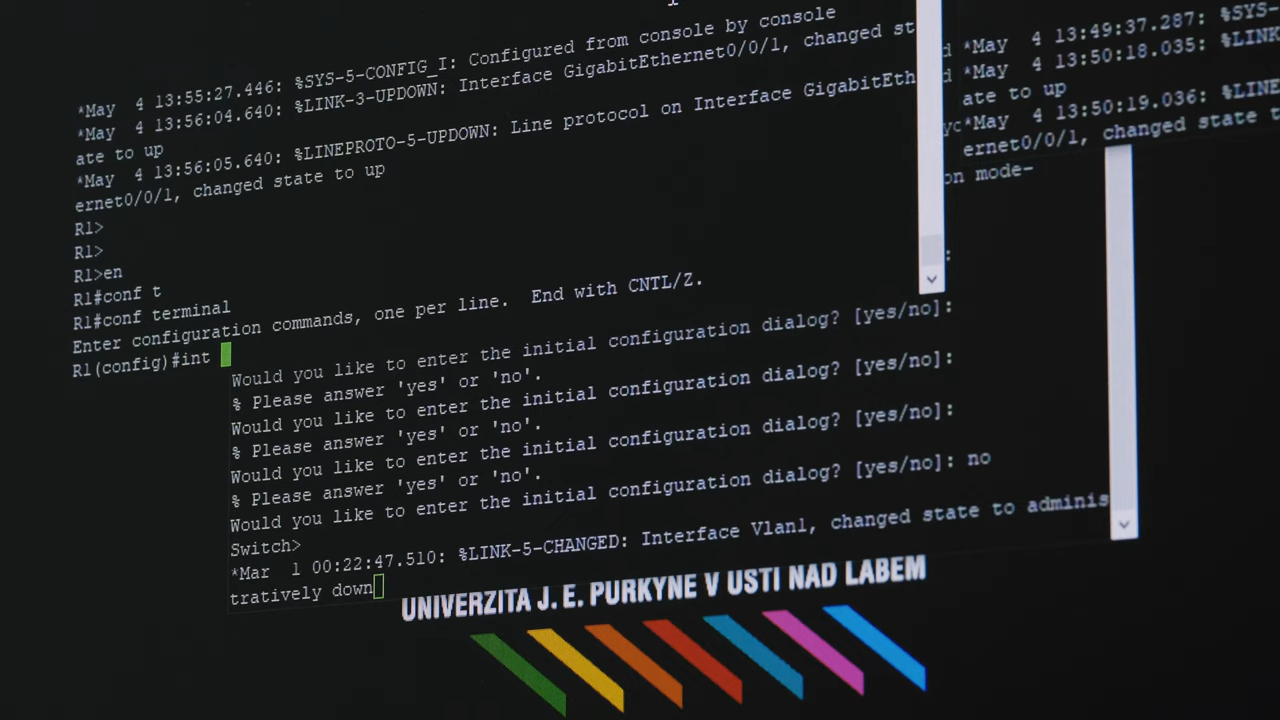 *May  4 13:55:27.446: %SYS-5-CONFIG_I: Configured from console by console
*May  4 13:56:04.640: %LINK-3-UPDOWN: Interface GigabitEthernet0/0/1, changed st
ate to up
*May  4 13:56:05.640: %LINEPROTO-5-UPDOWN: Line protocol on Interface GigabitEth
ernet0/0/1, changed state to up
R1>
R1>
R1>en
R1#conf t
R1#conf terminal
Enter configuration commands, one per line.  End with CNTL/Z.
R1(config)#int
*May  4 13:49:37.287: %SYS-
*May  4 13:50:18.035: %LINK
ate to up
*May  4 13:50:19.036: %LINE
ernet0/0/1, changed state t
on mode-
Would you like to enter the initial configuration dialog? [yes/no]:
% Please answer 'yes' or 'no'.
Would you like to enter the initial configuration dialog? [yes/no]:
% Please answer 'yes' or 'no'.
Would you like to enter the initial configuration dialog? [yes/no]:
% Please answer 'yes' or 'no'.
Would you like to enter the initial configuration dialog? [yes/no]: no
Switch>
*Mar  1 00:22:47.510: %LINK-5-CHANGED: Interface Vlan1, changed state to adminis
tratively down
UNIVERZITA J. E. PURKYNE V USTI NAD LABEM